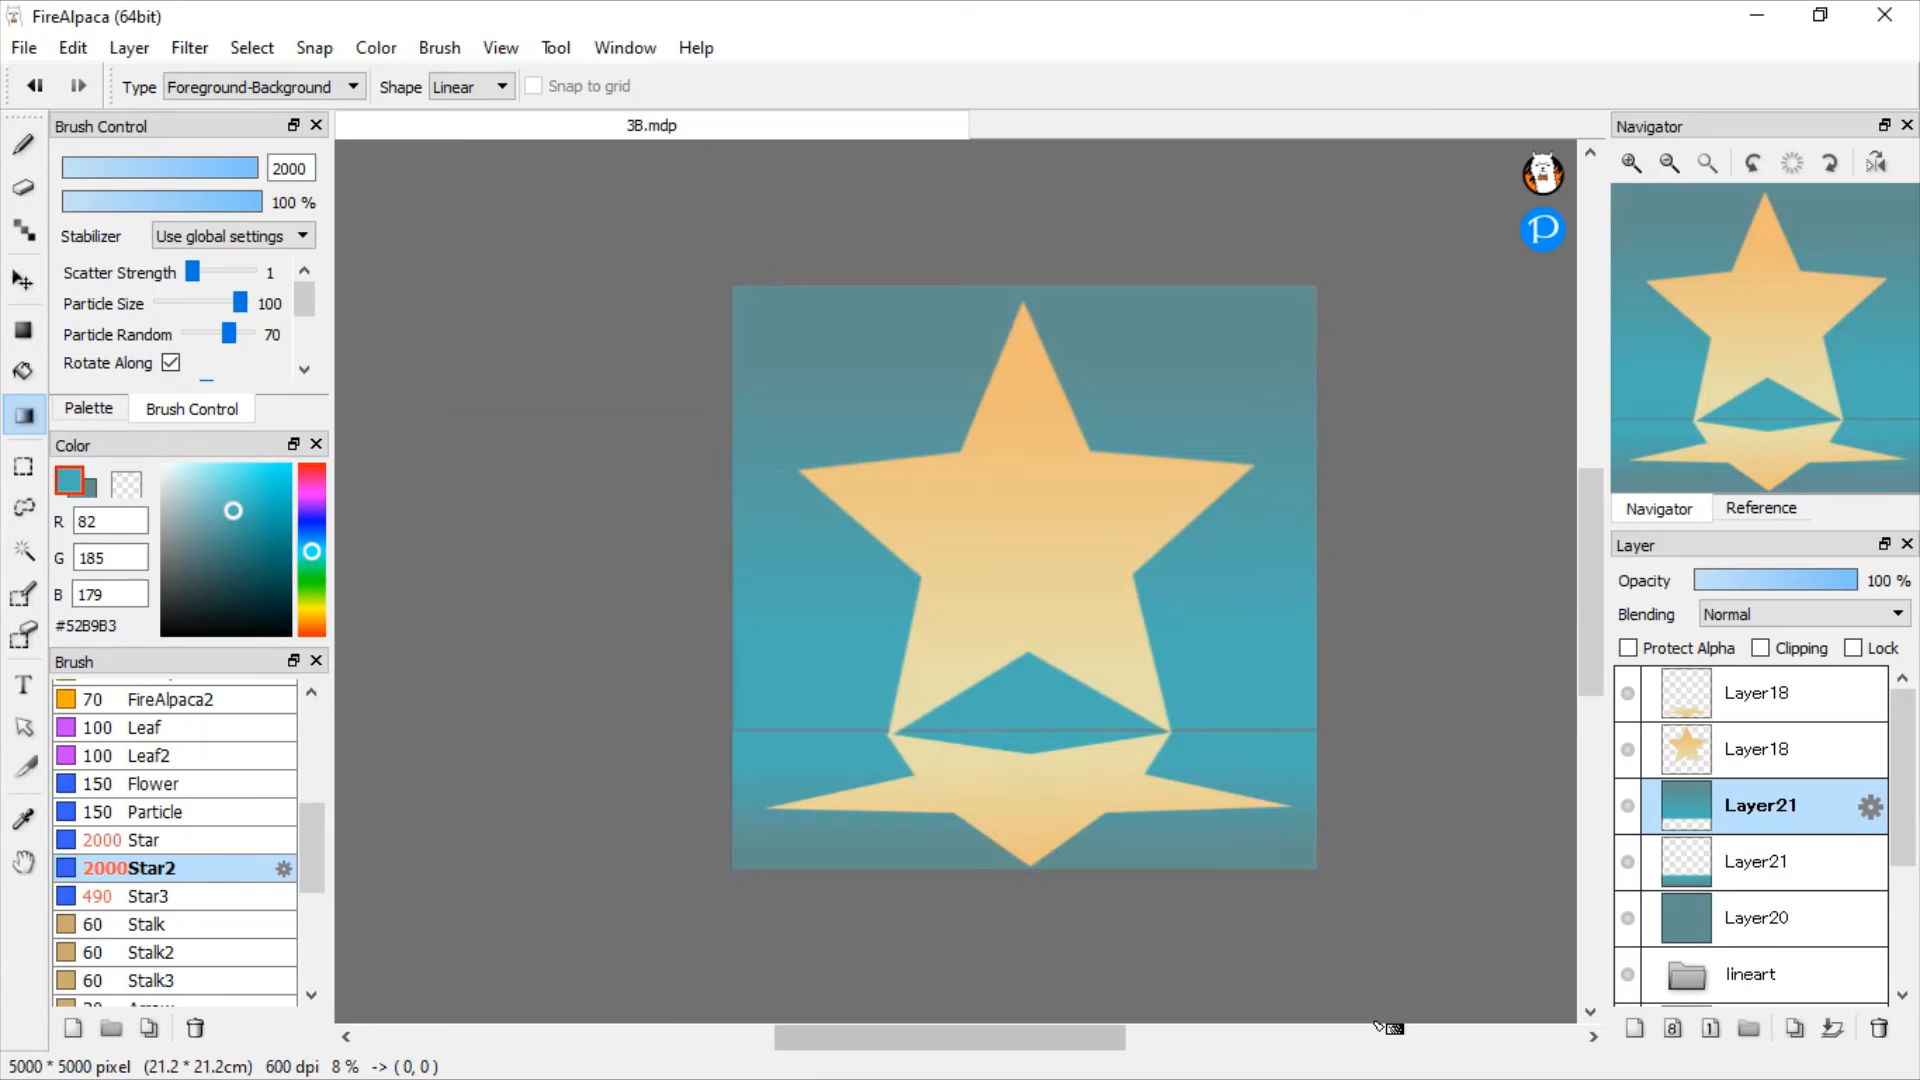 FireAlpaca (64bit)
File Edit Layer Filter Select Snap Color Brush View Tool Window Help
Type Foreground-Background Shape Linear Snap to grid
Brush Control
3B.mdp
Navigator
2000
100 %
Stabilizer Use global settings
Scatter Strength 1
Particle Size 100
Particle Random 70
Rotate Along
Palette Brush Control
Color
R 82
G 185
B 179
#52B9B3
Brush
70 FireAlpaca2
100 Leaf
100 Leaf2
150 Flower
150 Particle
2000 Star
2000 Star2
490 Star3
60 Stalk
60 Stalk2
60 Stalk3
P
Navigator Reference
Layer
Opacity 100 %
Blending Normal
Protect Alpha Clipping Lock
Layer18
Layer18
Layer21
Layer21
Layer20
lineart
8 1
5000 * 5000 pixel (21.2 * 21.2cm) 600 dpi 8 % -> ( 0, 0 )